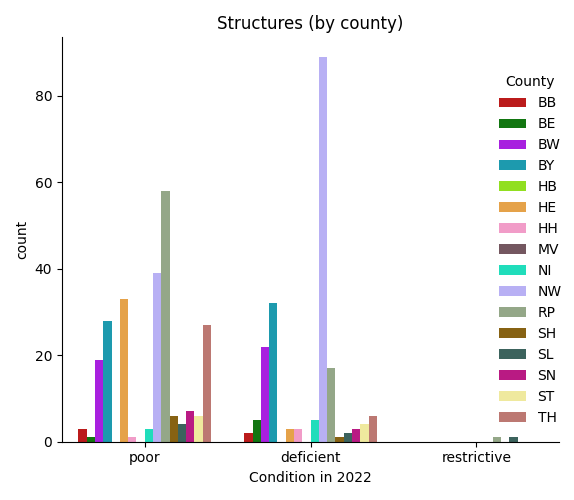 Structures (by county)
County
BB
BE
BW
BY
HB
HE
HH
MV
NI
NW
RP
SH
SL
SN
ST
TH
count
80
60
40
20
0
poor deficient restrictive
Condition in 2022